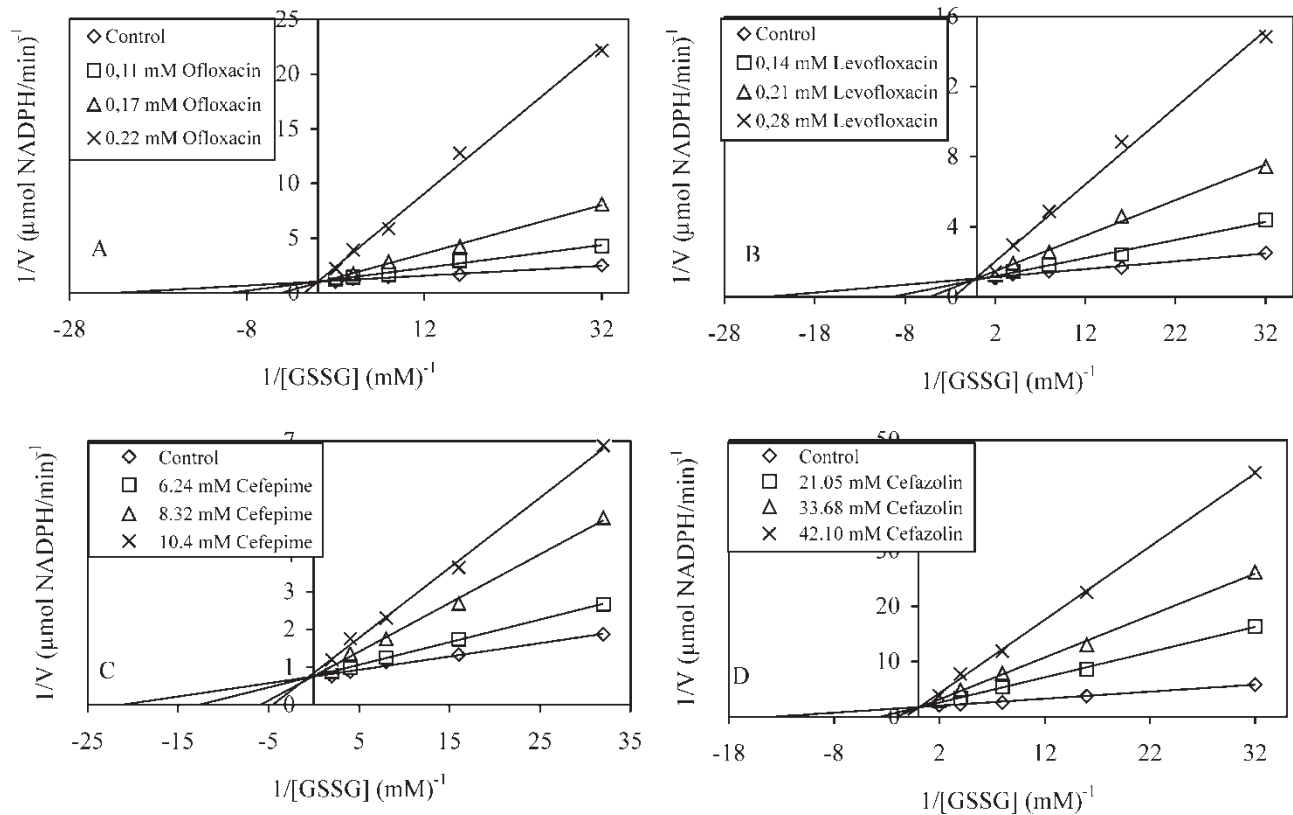 25
20
15
10
5
0
-28
-8
12
32
1/V (µmol NADPH/min)-1
1/[GSSG] (mM)-1
A
Control
0,11 mM Ofloxacin
0,17 mM Ofloxacin
0,22 mM Ofloxacin
16
8
4
0
-28
-18
-8
2
12
22
32
1/V (µmol NADPH/min)-1
1/[GSSG] (mM)-1
B
Control
0,14 mM Levofloxacin
0,21 mM Levofloxacin
0,28 mM Levofloxacin
7
3
2
1
0
-25
-15
-5
5
15
25
35
1/V (µmol NADPH/min)-1
1/[GSSG] (mM)-1
C
Control
6.24 mM Cefepime
8.32 mM Cefepime
10.4 mM Cefepime
20
10
0
-18
-8
2
12
22
32
1/V (µmol NADPH/min)-1
1/[GSSG] (mM)-1
D
Control
21.05 mM Cefazolin
33.68 mM Cefazolin
42.10 mM Cefazolin